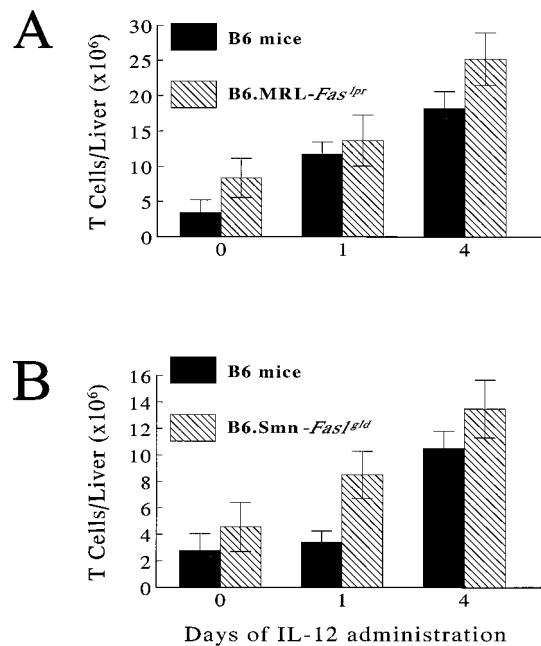 A
T Cells/Liver (x10⁶)
30
25
20
15
10
5
0
B6 mice
B6.MRL-Fas lpr
0 1 4
B
T Cells/Liver (x10⁶)
16
14
12
10
8
6
4
2
0
B6 mice
B6.Smn-Fasl gld
0 1 4
Days of IL-12 administration